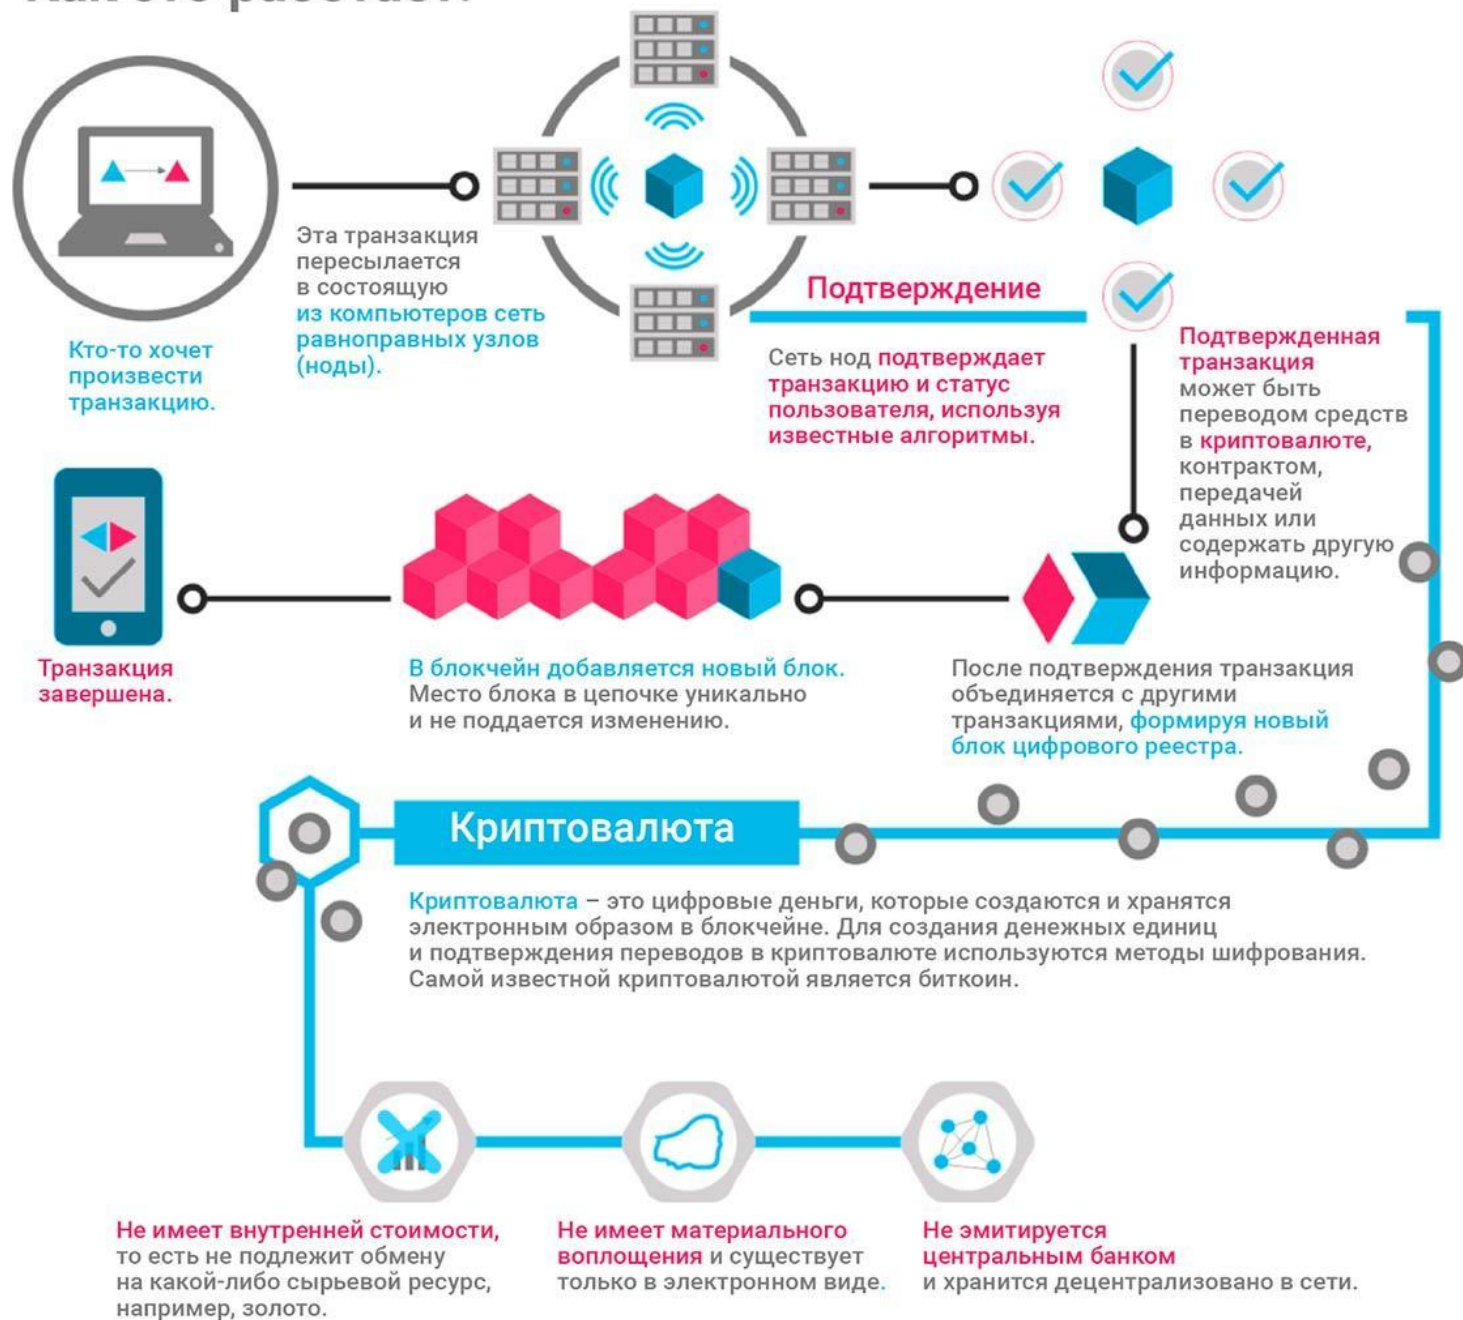 Как это работает?
Кто-то хочет
произвести
транзакцию.
Эта транзакция
пересылается
в состоящую
из компьютеров сеть
равноправных узлов
(ноды).
Подтверждение
Сеть нод подтверждает
транзакцию и статус
пользователя, используя
известные алгоритмы.
Подтвержденная
транзакция
может быть
переводом средств
в криптовалюте,
контрактом,
передачей
данных или
содержать другую
информацию.
После подтверждения транзакция
объединяется с другими
транзакциями, формируя новый
блок цифрового реестра.
В блокчейн добавляется новый блок.
Место блока в цепочке уникально
и не поддается изменению.
Транзакция
завершена.
Криптовалюта
Криптовалюта – это цифровые деньги, которые создаются и хранятся
электронным образом в блокчейне. Для создания денежных единиц
и подтверждения переводов в криптовалюте используются методы шифрования.
Самой известной криптовалютой является биткоин.
Не имеет внутренней стоимости,
то есть не подлежит обмену
на какой-либо сырьевой ресурс,
например, золото.
Не имеет материального
воплощения и существует
только в электронном виде.
Не эмитируется
центральным банком
и хранится децентрализовано в сети.